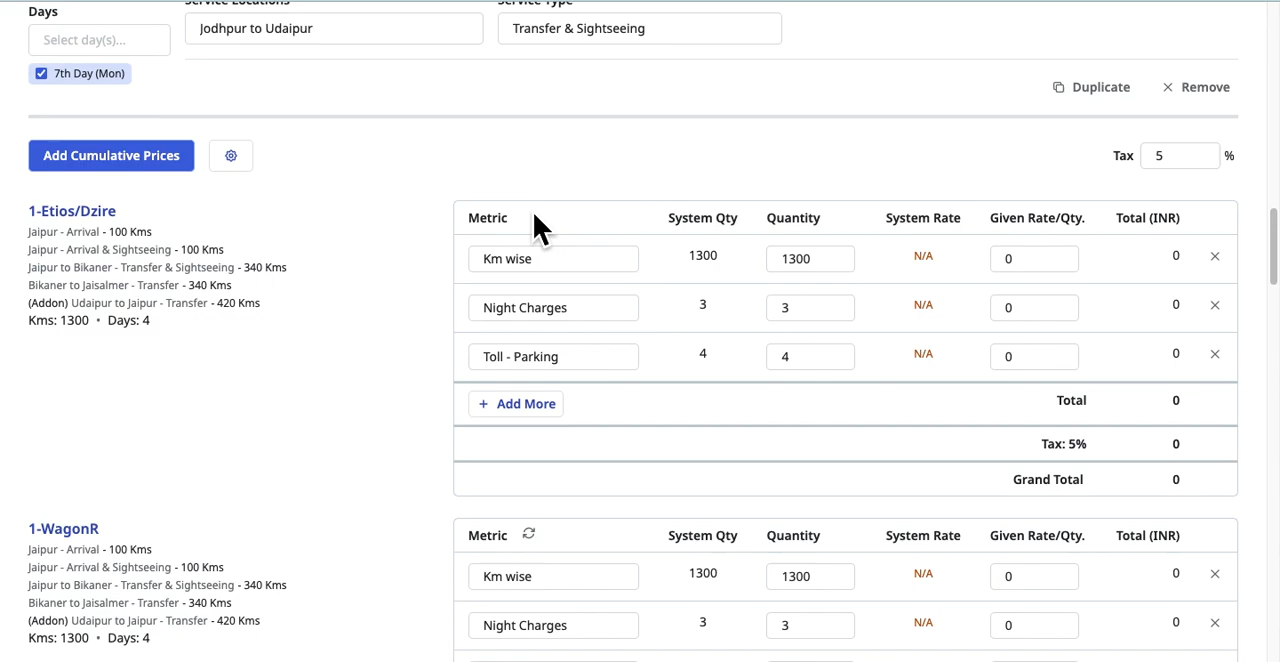 Days
Service Locations
Service Type
Select day(s)...
Jodhpur to Udaipur
Transfer & Sightseeing
7th Day (Mon)
Duplicate
Remove
Add Cumulative Prices
Tax 5 %
1-Etios/Dzire
Jaipur - Arrival - 100 Kms
Jaipur - Arrival & Sightseeing - 100 Kms
Jaipur to Bikaner - Transfer & Sightseeing - 340 Kms
Bikaner to Jaisalmer - Transfer - 340 Kms
(Addon) Udaipur to Jaipur - Transfer - 420 Kms
Kms: 1300 • Days: 4
Metric System Qty Quantity System Rate Given Rate/Qty. Total (INR)
Km wise 1300 1300 N/A 0 0
Night Charges 3 3 N/A 0 0
Toll - Parking 4 4 N/A 0 0
+ Add More Total 0
Tax: 5% 0
Grand Total 0
1-WagonR
Jaipur - Arrival - 100 Kms
Jaipur - Arrival & Sightseeing - 100 Kms
Jaipur to Bikaner - Transfer & Sightseeing - 340 Kms
Bikaner to Jaisalmer - Transfer - 340 Kms
(Addon) Udaipur to Jaipur - Transfer - 420 Kms
Kms: 1300 • Days: 4
Metric System Qty Quantity System Rate Given Rate/Qty. Total (INR)
Km wise 1300 1300 N/A 0 0
Night Charges 3 3 N/A 0 0